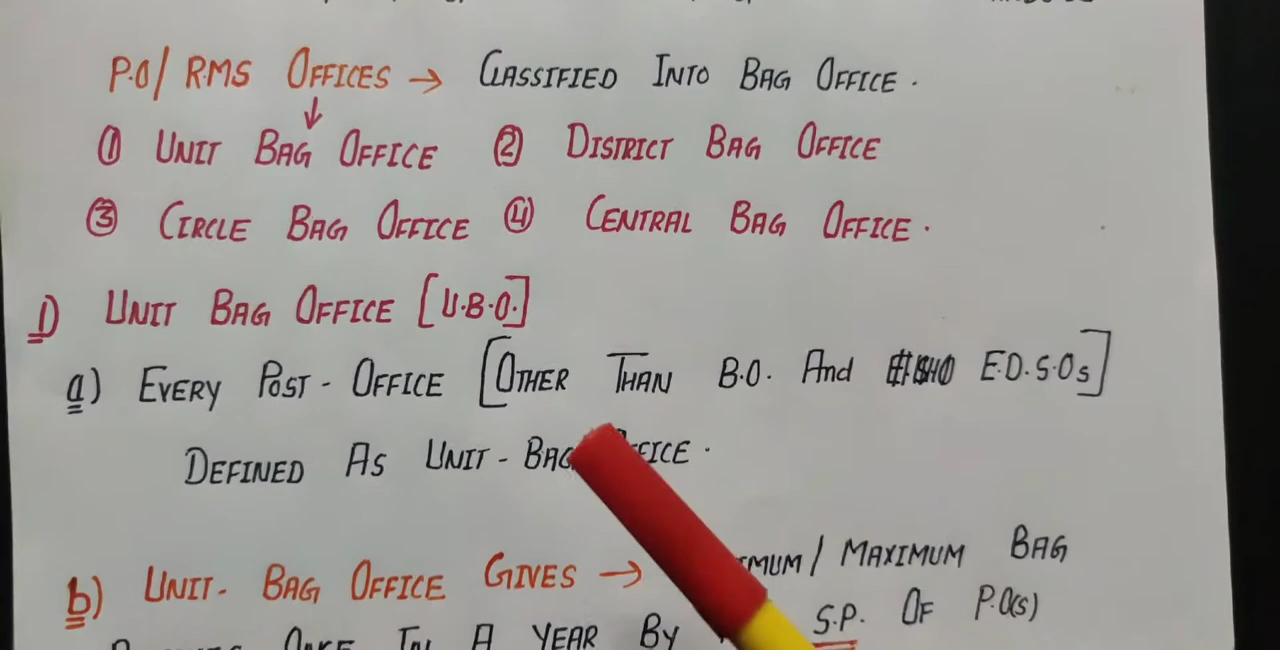 P.O/ RMS OFFICES → CLASSIFIED INTO BAG OFFICE.
↓
① UNIT BAG OFFICE ② DISTRICT BAG OFFICE
③ CIRCLE BAG OFFICE ④ CENTRAL BAG OFFICE.
1) UNIT BAG OFFICE [U.B.O.]
a) EVERY POST-OFFICE [OTHER THAN B.O. And E.D.S.Os]
DEFINED AS UNIT-BAG
b) UNIT-BAG OFFICE GIVES → / MAXIMUM BAG
IN A YEAR By S.P. OF P.O(s)